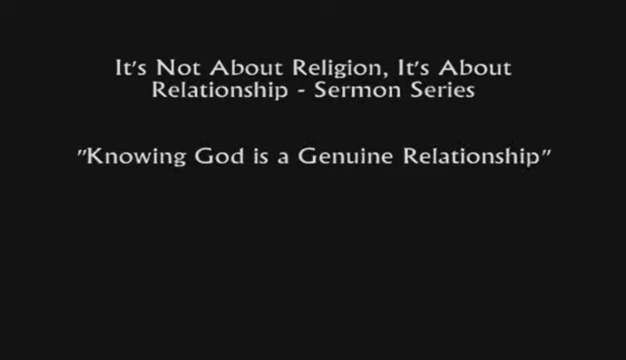 It's Not About Religion, It's About
Relationship - Sermon Series
"Knowing God is a Genuine Relationship"